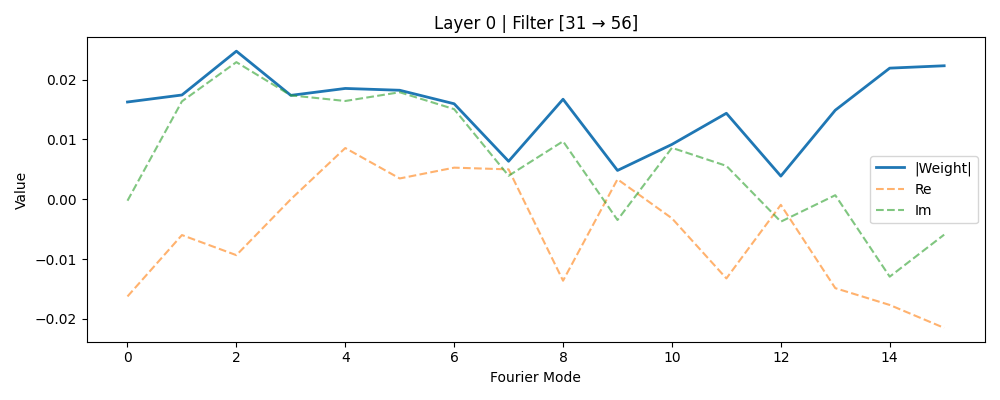 Layer 0 | Filter [31 → 56]
Value
0.02
0.01
0.00
−0.01
−0.02
|Weight|
Re
Im
0 2 4 6 8 10 12 14
Fourier Mode